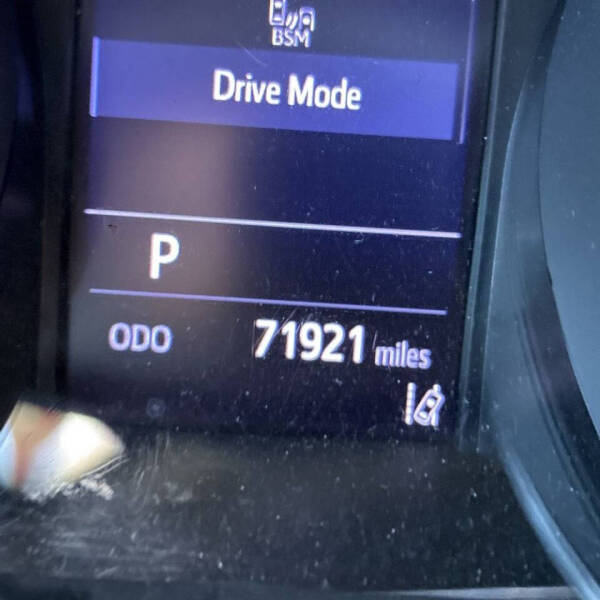 BSM
Drive Mode
P
ODO 71921 miles